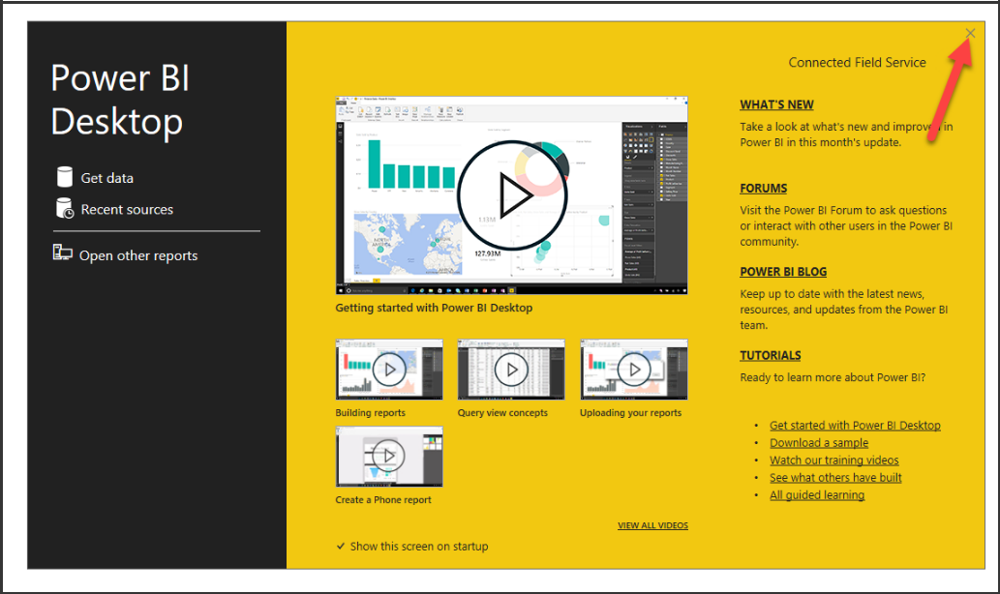 Power BI
Desktop
Get data
Recent sources
Open other reports
Connected Field Service
1.13M
127.93M
Getting started with Power BI Desktop
Building reports
Query view concepts
Uploading your reports
Create a Phone report
VIEW ALL VIDEOS
Show this screen on startup
WHAT'S NEW
Take a look at what's new and improved in
Power BI in this month's update.
FORUMS
Visit the Power BI Forum to ask questions
or interact with other users in the Power BI
community.
POWER BI BLOG
Keep up to date with the latest news,
resources, and updates from the Power BI
team.
TUTORIALS
Ready to learn more about Power BI?
• Get started with Power BI Desktop
• Download a sample
• Watch our training videos
• See what others have built
• All guided learning